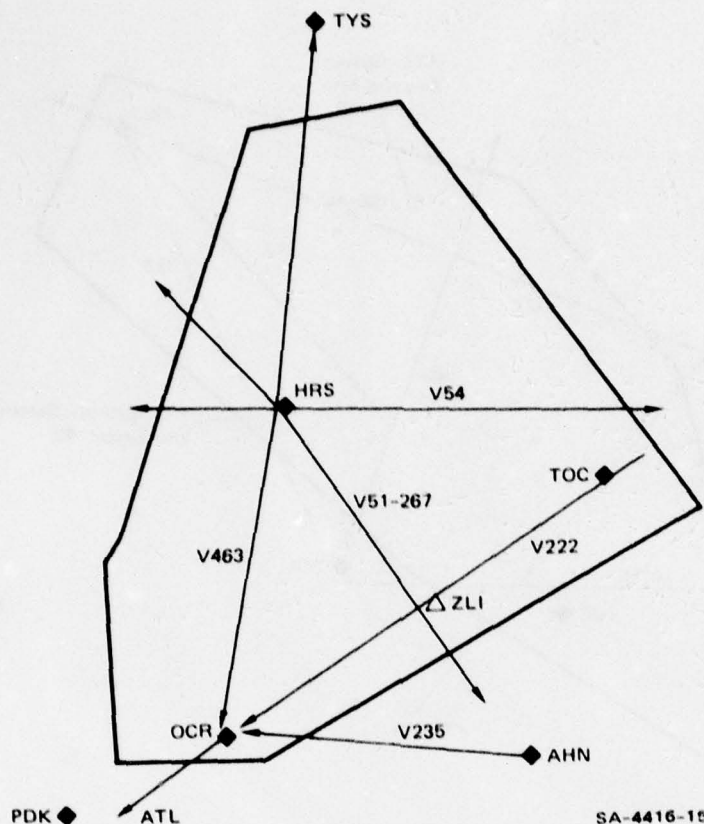 TYS
HRS
V54
TOC
V51-267
V463
V222
ZLI
OCR
V235
AHN
PDK
ATL
SA-4416-15